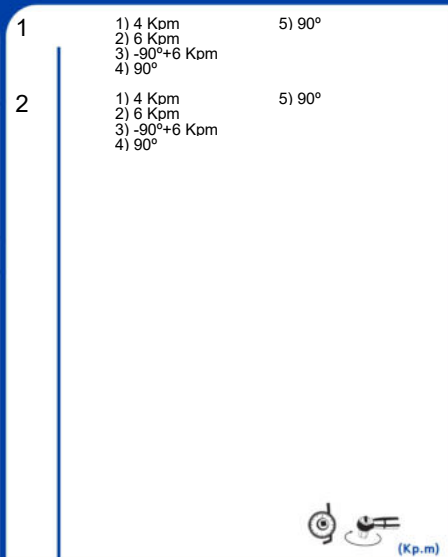 1 1) 4 Kpm 5) 90º
2) 6 Kpm
3) -90º+6 Kpm
4) 90º
2 1) 4 Kpm 5) 90º
2) 6 Kpm
3) -90º+6 Kpm
4) 90º
(Kp.m)